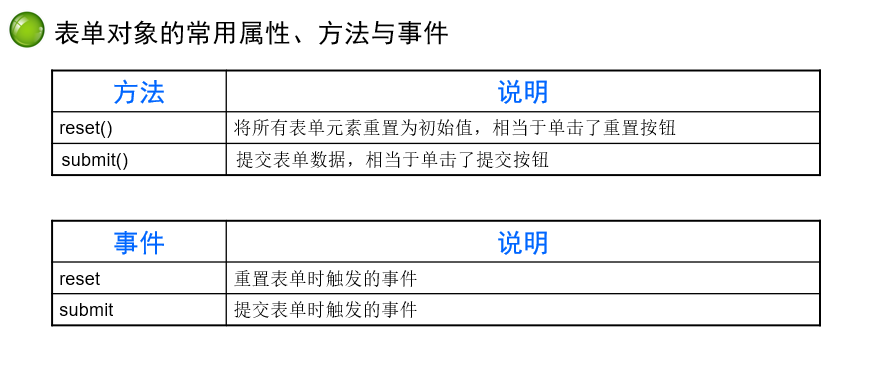 表单对象的常用属性、方法与事件
方法 说明
reset() 将所有表单元素重置为初始值，相当于单击了重置按钮
submit() 提交表单数据，相当于单击了提交按钮
事件 说明
reset 重置表单时触发的事件
submit 提交表单时触发的事件